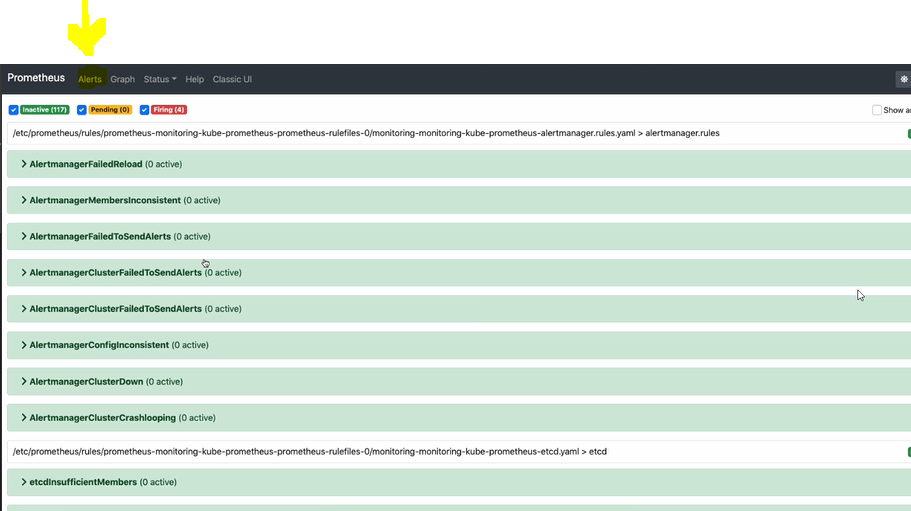 Prometheus Alerts Graph Status Help Classic UI
Inactive (117) Pending (0) Firing (4) Show
/etc/prometheus/rules/prometheus-monitoring-kube-prometheus-prometheus-rulefiles-0/monitoring-monitoring-kube-prometheus-alertmanager.rules.yaml > alertmanager.rules
AlertmanagerFailedReload (0 active)
AlertmanagerMembersInconsistent (0 active)
AlertmanagerFailedToSendAlerts (0 active)
AlertmanagerClusterFailedToSendAlerts (0 active)
AlertmanagerClusterFailedToSendAlerts (0 active)
AlertmanagerConfigInconsistent (0 active)
AlertmanagerClusterDown (0 active)
AlertmanagerClusterCrashlooping (0 active)
/etc/prometheus/rules/prometheus-monitoring-kube-prometheus-prometheus-rulefiles-0/monitoring-monitoring-kube-prometheus-etcd.yaml > etcd
etcdInsufficientMembers (0 active)